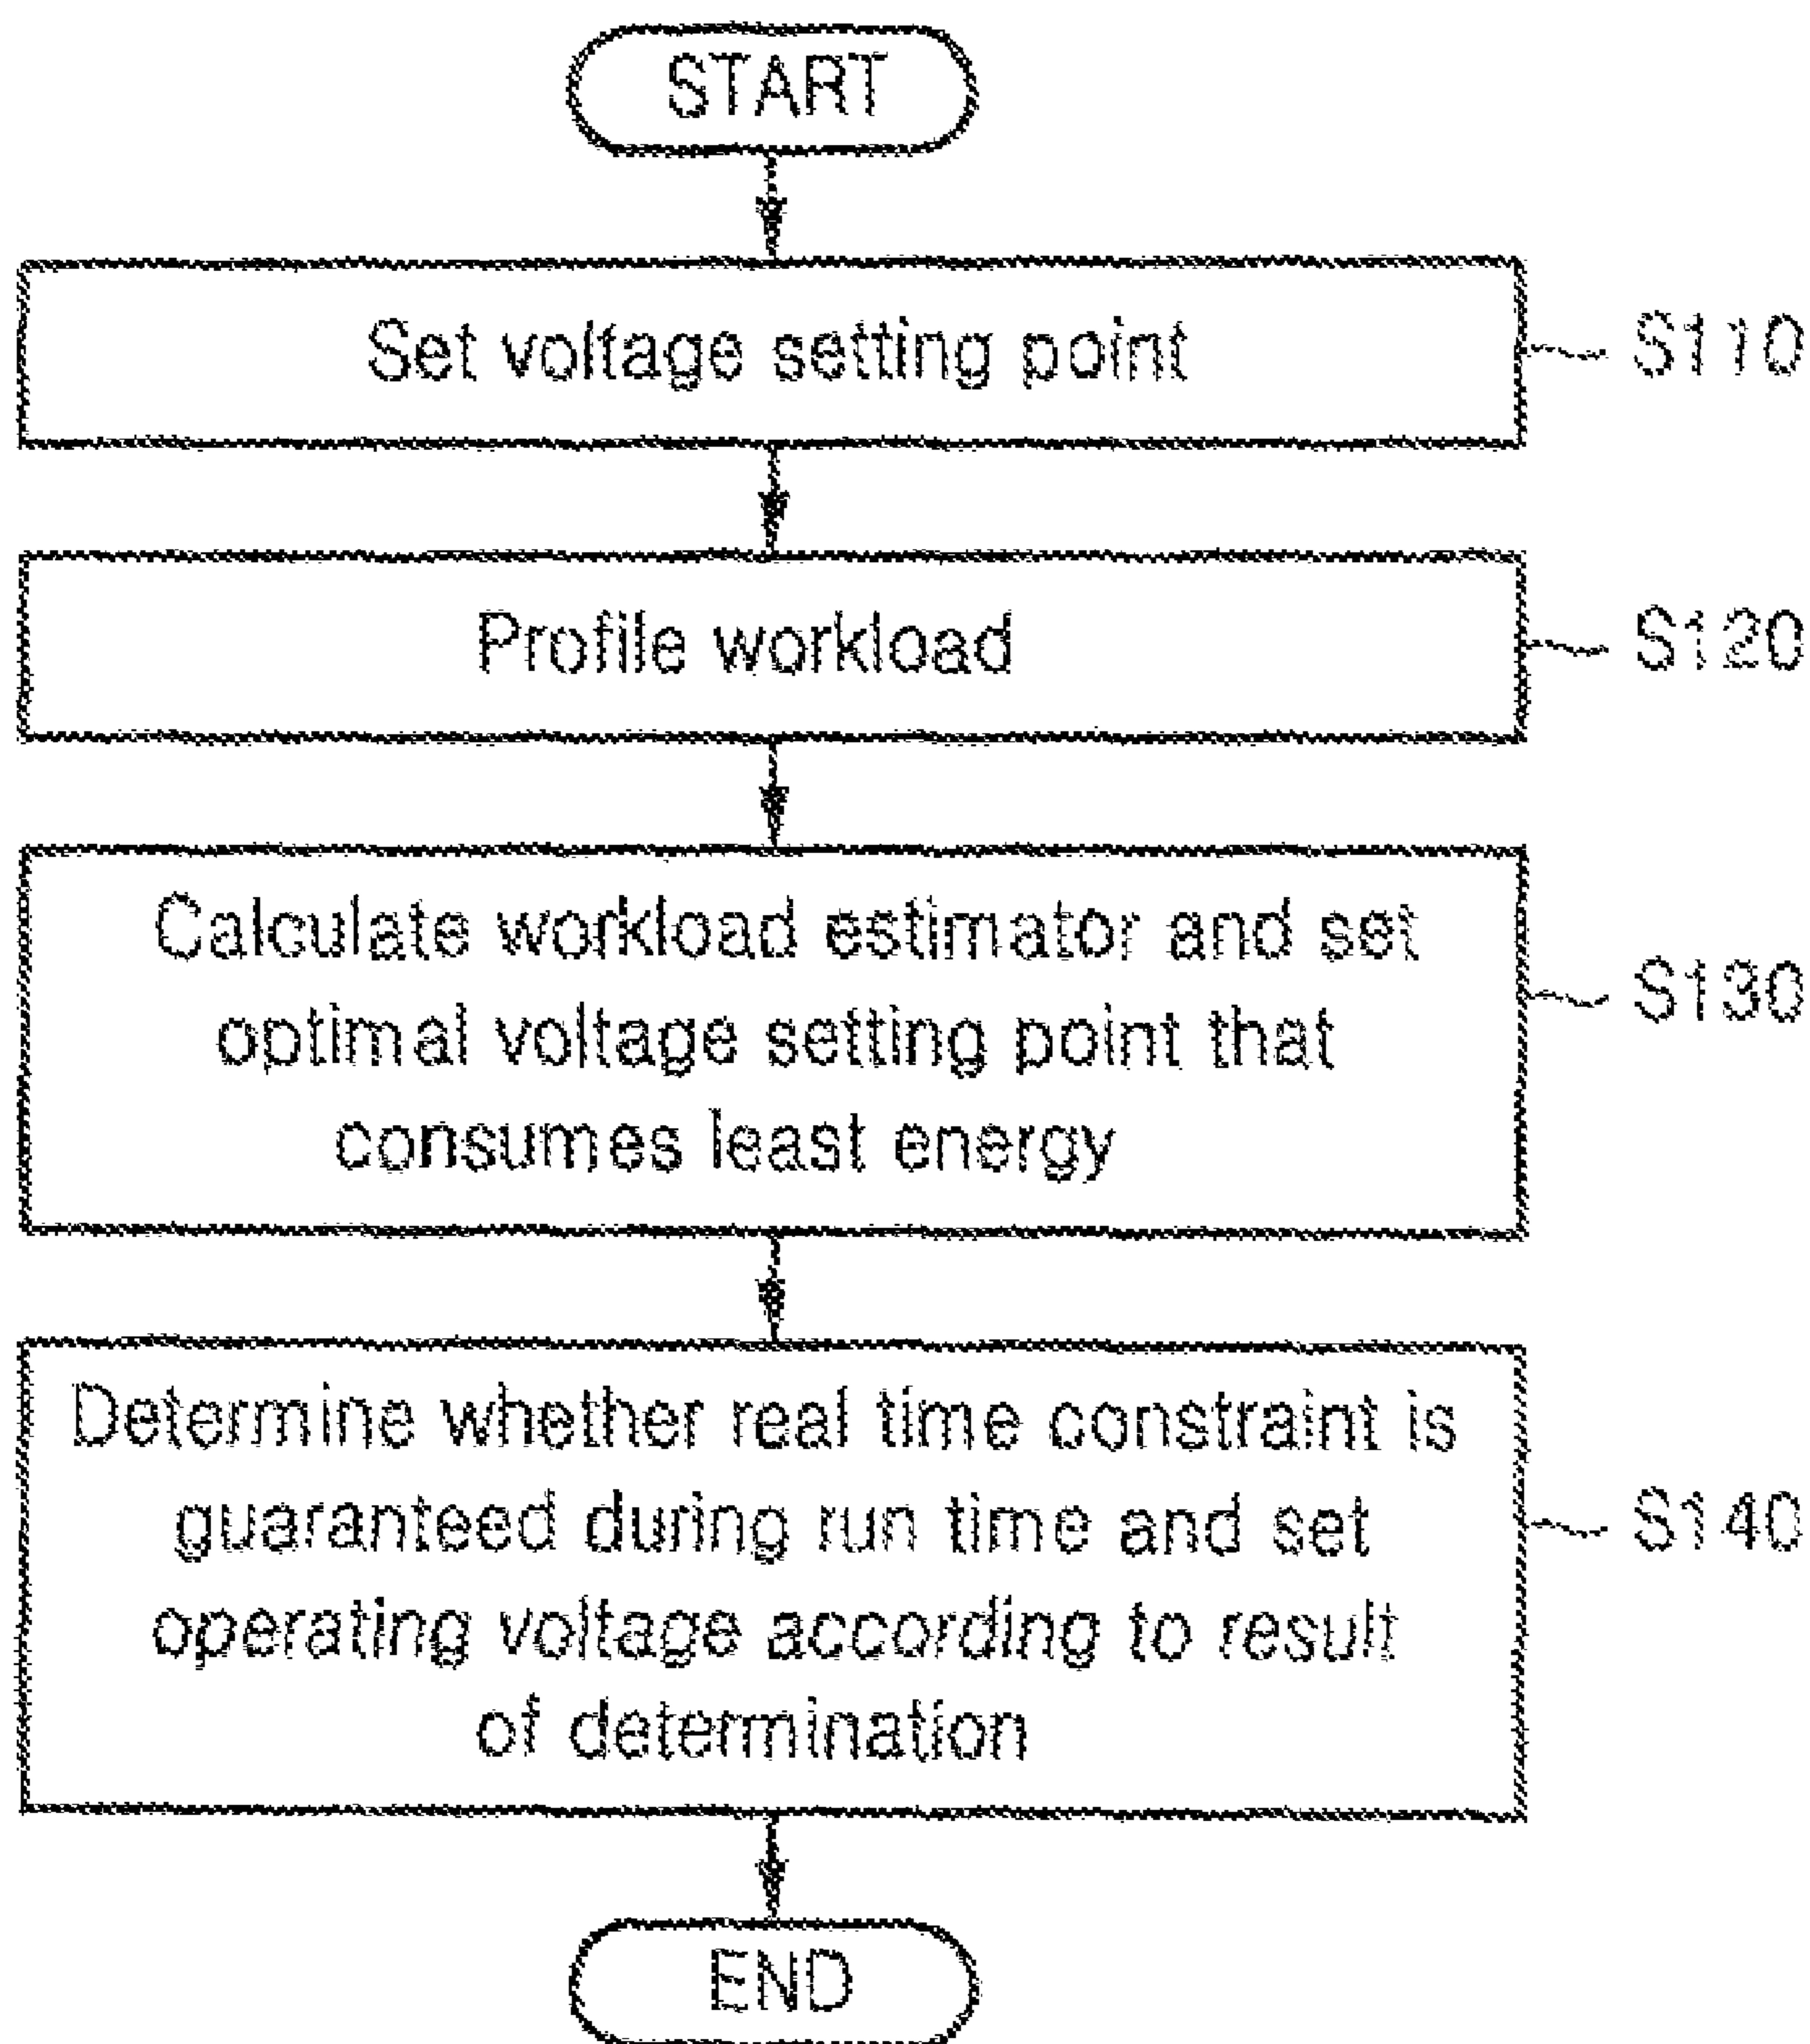 START
Set voltage setting point
S110
Profile workload
S120
Calculate workload estimator and set
optimal voltage setting point that
consumes least energy
S130
Determine whether real time constraint is
guaranteed during run time and set
operating voltage according to result
of determination
S140
END